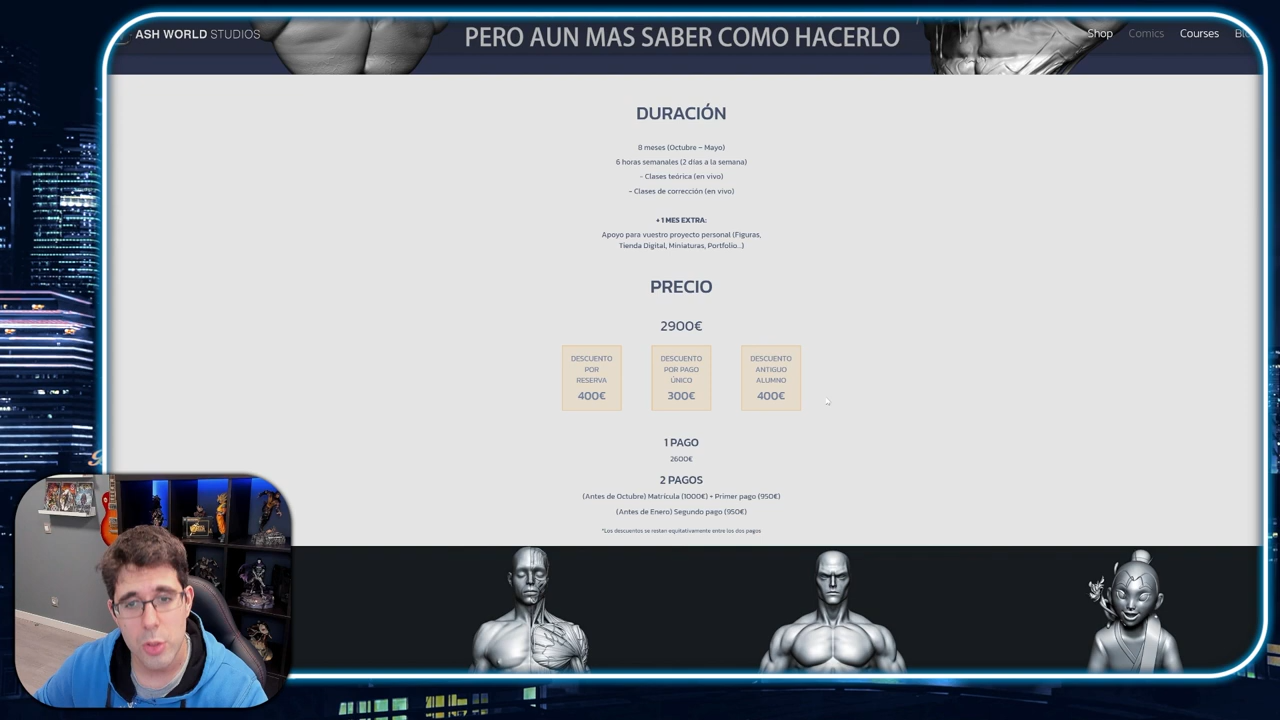 ASH WORLD STUDIOS
PERO AUN MAS SABER COMO HACERLO
Shop Comics Courses
DURACIÓN
8 meses (Octubre – Mayo)
6 horas semanales (2 días a la semana)
- Clases teórica (en vivo)
– Clases de corrección (en vivo)
+ 1 MES EXTRA:
Apoyo para vuestro proyecto personal (Figuras,
Tienda Digital, Miniaturas, Portfolio...)
PRECIO
2900€
DESCUENTO
POR
RESERVA
400€
DESCUENTO
POR PAGO
ÚNICO
300€
DESCUENTO
ANTIGUO
ALUMNO
400€
1 PAGO
2600€
2 PAGOS
(Antes de Octubre) Matrícula (1000€) + Primer pago (950€)
(Antes de Enero) Segundo pago (950€)
*Los descuentos se restan equitativamente entre los dos pagos